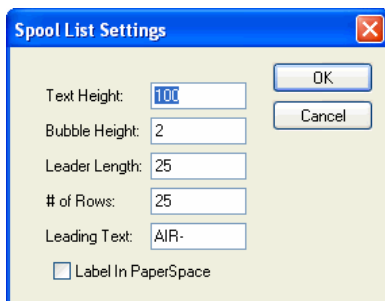 Spool List Settings
Text Height: 100
OK
Bubble Height: 2
Cancel
Leader Length: 25
# of Rows: 25
Leading Text: AIR-
Label In PaperSpace